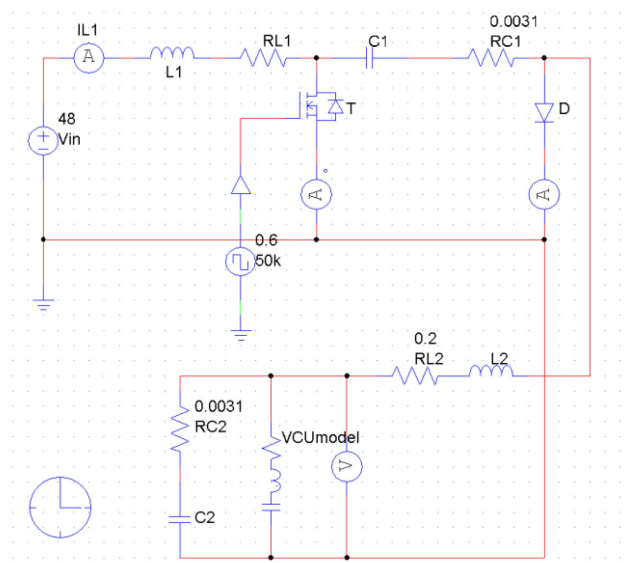 IL1
A
L1
RL1
C1
0.0031
RC1
48
Vin
T
D
A
A
0.6
50k
0.2
RL2
L2
0.0031
RC2
VCUmodel
V
C2